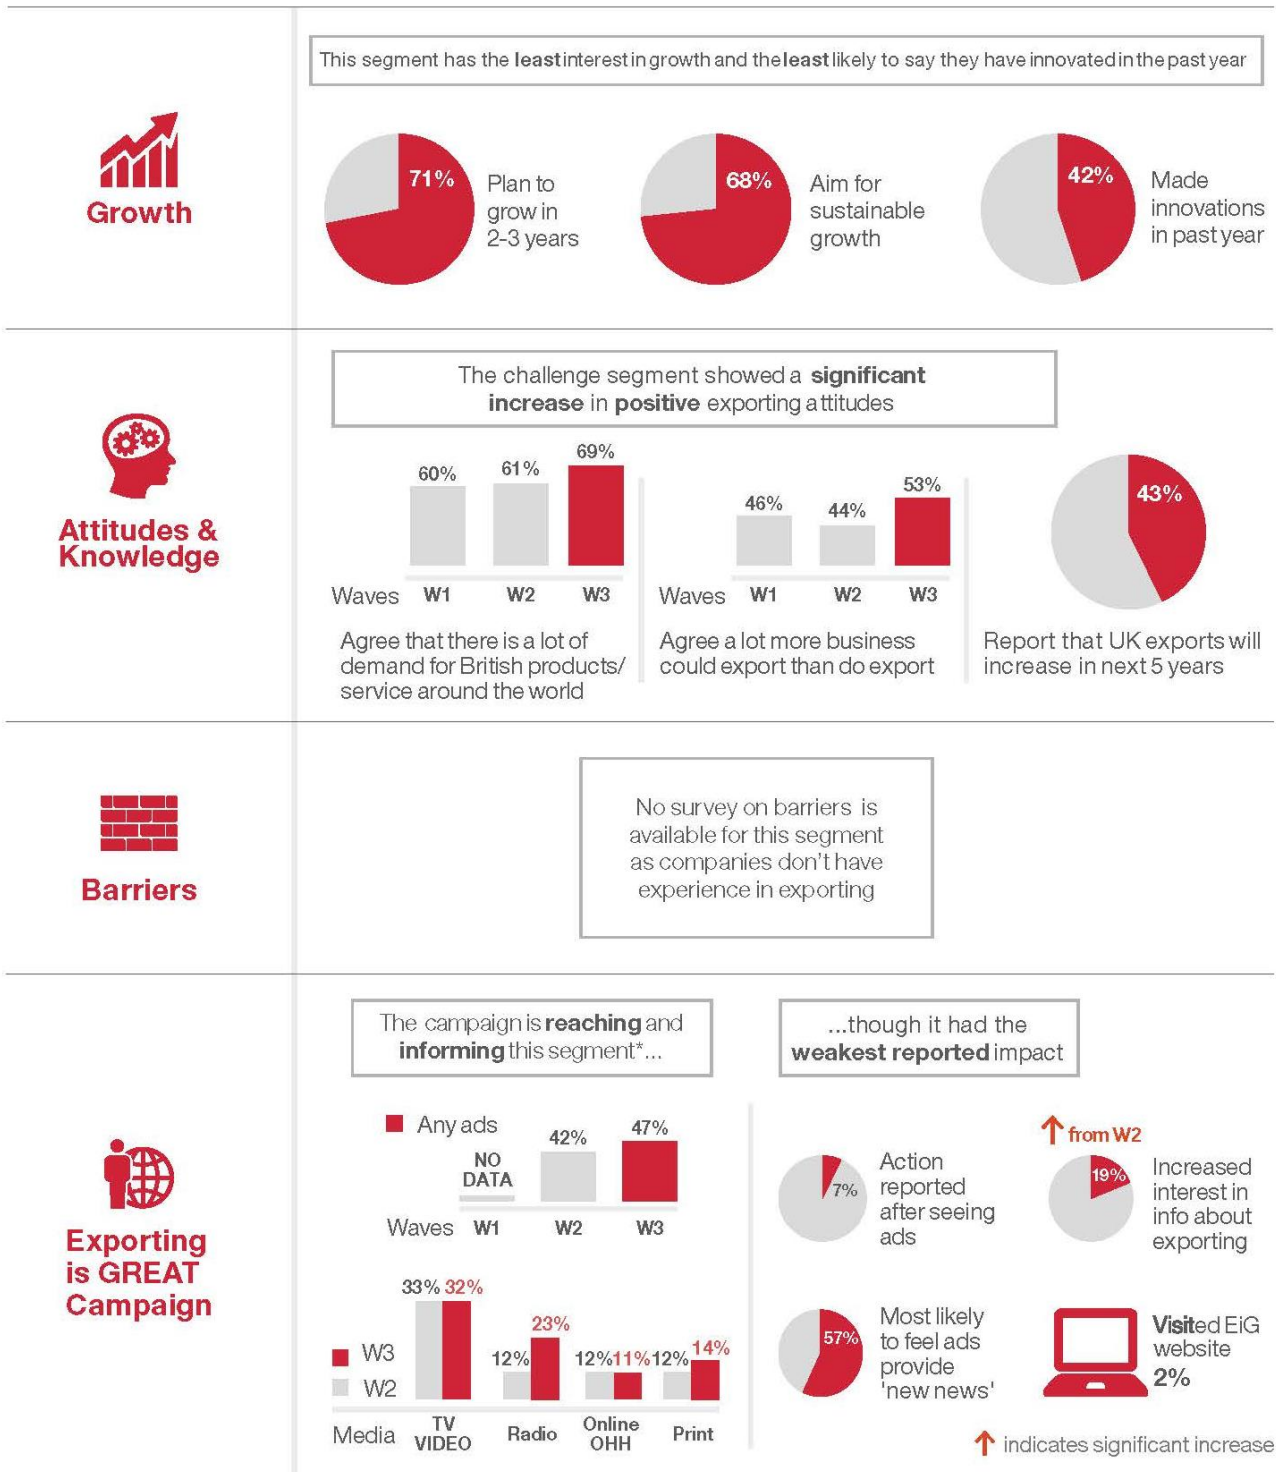 This segment has the least interest in growth and the least likely to say they have innovated in the past year
Growth
71%
Plan to
grow in
2-3 years
68%
Aim for
sustainable
growth
42%
Made
innovations
in past year
The challenge segment showed a significant
increase in positive exporting attitudes
Attitudes &
Knowledge
60%
61%
69%
Waves W1 W2 W3
Agree that there is a lot of
demand for British products/
service around the world
46%
44%
53%
Waves W1 W2 W3
Agree a lot more business
could export than do export
43%
Report that UK exports will
increase in next 5 years
Barriers
No survey on barriers is
available for this segment
as companies don't have
experience in exporting
Exporting
is GREAT
Campaign
The campaign is reaching and
informing this segment*...
Any ads
NO
DATA
42%
47%
Waves W1 W2 W3
33% 32%
12% 23%
12% 11%
12% 14%
W3
W2
Media
TV
VIDEO
Radio
Online
OHH
Print
...though it had the
weakest reported impact
7%
Action
reported
after seeing
ads
↑ from W2
19%
Increased
interest in
info about
exporting
57%
Most likely
to feel ads
provide
'new news'
Visited EiG
website
2%
↑ indicates significant increase